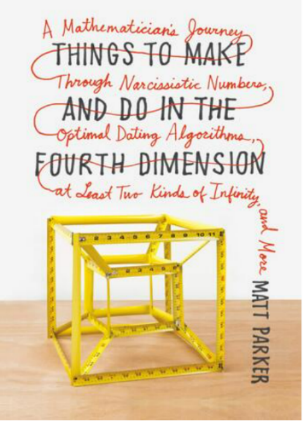 A Mathematician's Journey
THINGS TO MAKE
Through Narcissistic Numbers,
AND DO IN THE
Optimal Dating Algorithms,
FOURTH DIMENSION
at Least Two Kinds of Infinity,
and More
MATT PARKER